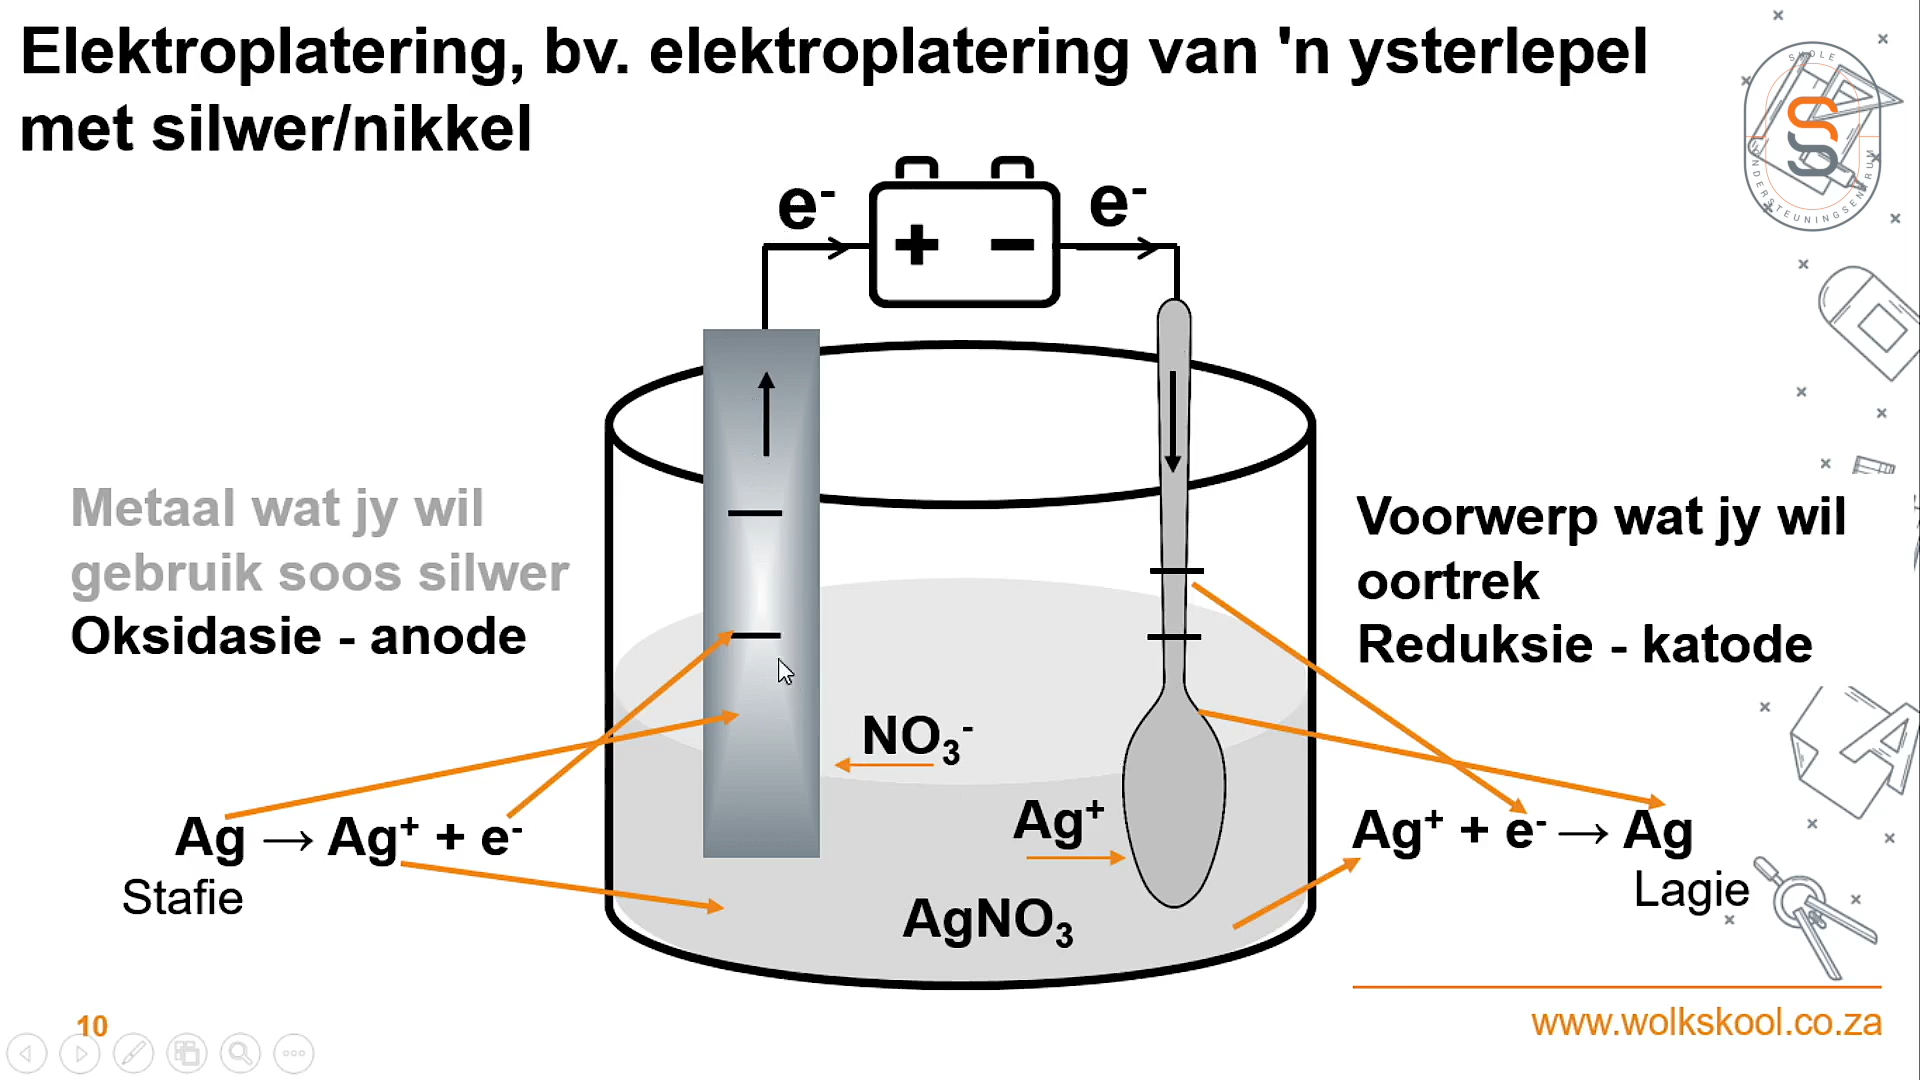 Elektroplatering, bv. elektroplatering van 'n ysterlepel
met silwer/nikkel
SKOLE
ONDERSTEUNINGSENTRUM
e⁻
e⁻
+ −
Metaal wat jy wil
gebruik soos silwer
Oksidasie - anode
Voorwerp wat jy wil
oortrek
Reduksie - katode
NO₃⁻
Ag⁺
Ag → Ag⁺ + e⁻
Stafie
Ag⁺ + e⁻ → Ag
Lagie
AgNO₃
10
www.wolkskool.co.za